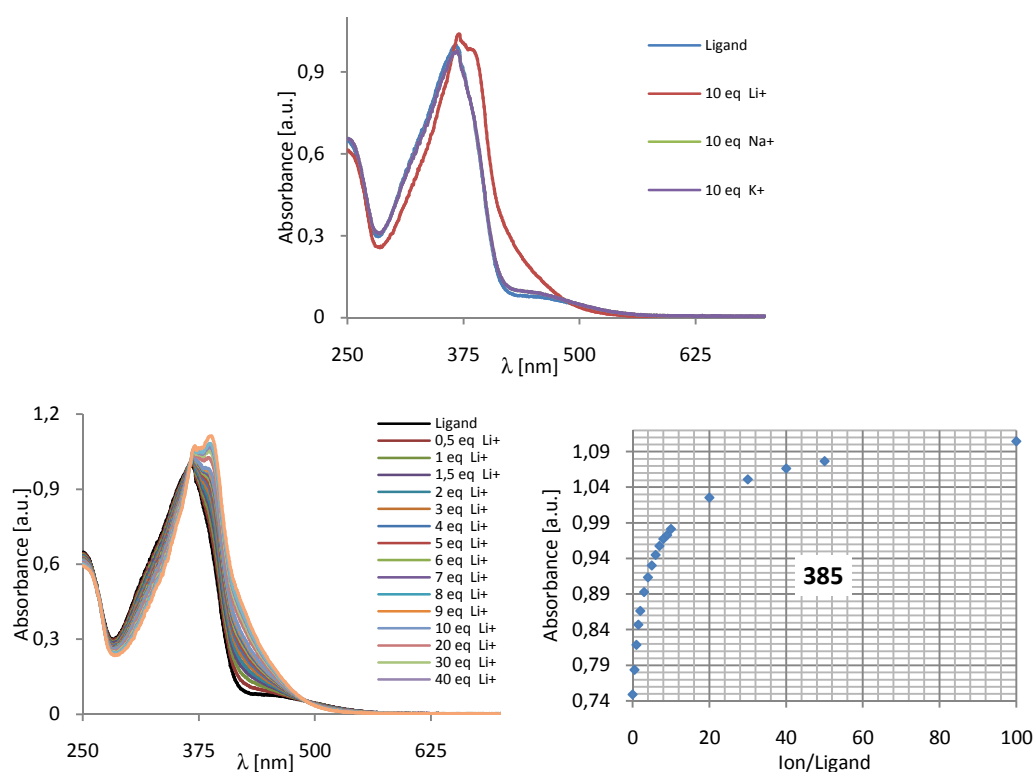 Absorbance [a.u.]
0,9
0,6
0,3
0
250
375
500
625
λ [nm]
Ligand
10 eq Li+
10 eq Na+
10 eq K+
Absorbance [a.u.]
1,2
0,9
0,6
0,3
0
250
375
500
625
λ [nm]
Ligand
0,5 eq Li+
1 eq Li+
1,5 eq Li+
2 eq Li+
3 eq Li+
4 eq Li+
5 eq Li+
6 eq Li+
7 eq Li+
8 eq Li+
9 eq Li+
10 eq Li+
20 eq Li+
30 eq Li+
40 eq Li+
Absorbance [a.u.]
1,09
1,04
0,99
0,94
0,89
0,84
0,79
0,74
385
0
20
40
60
80
100
Ion/Ligand